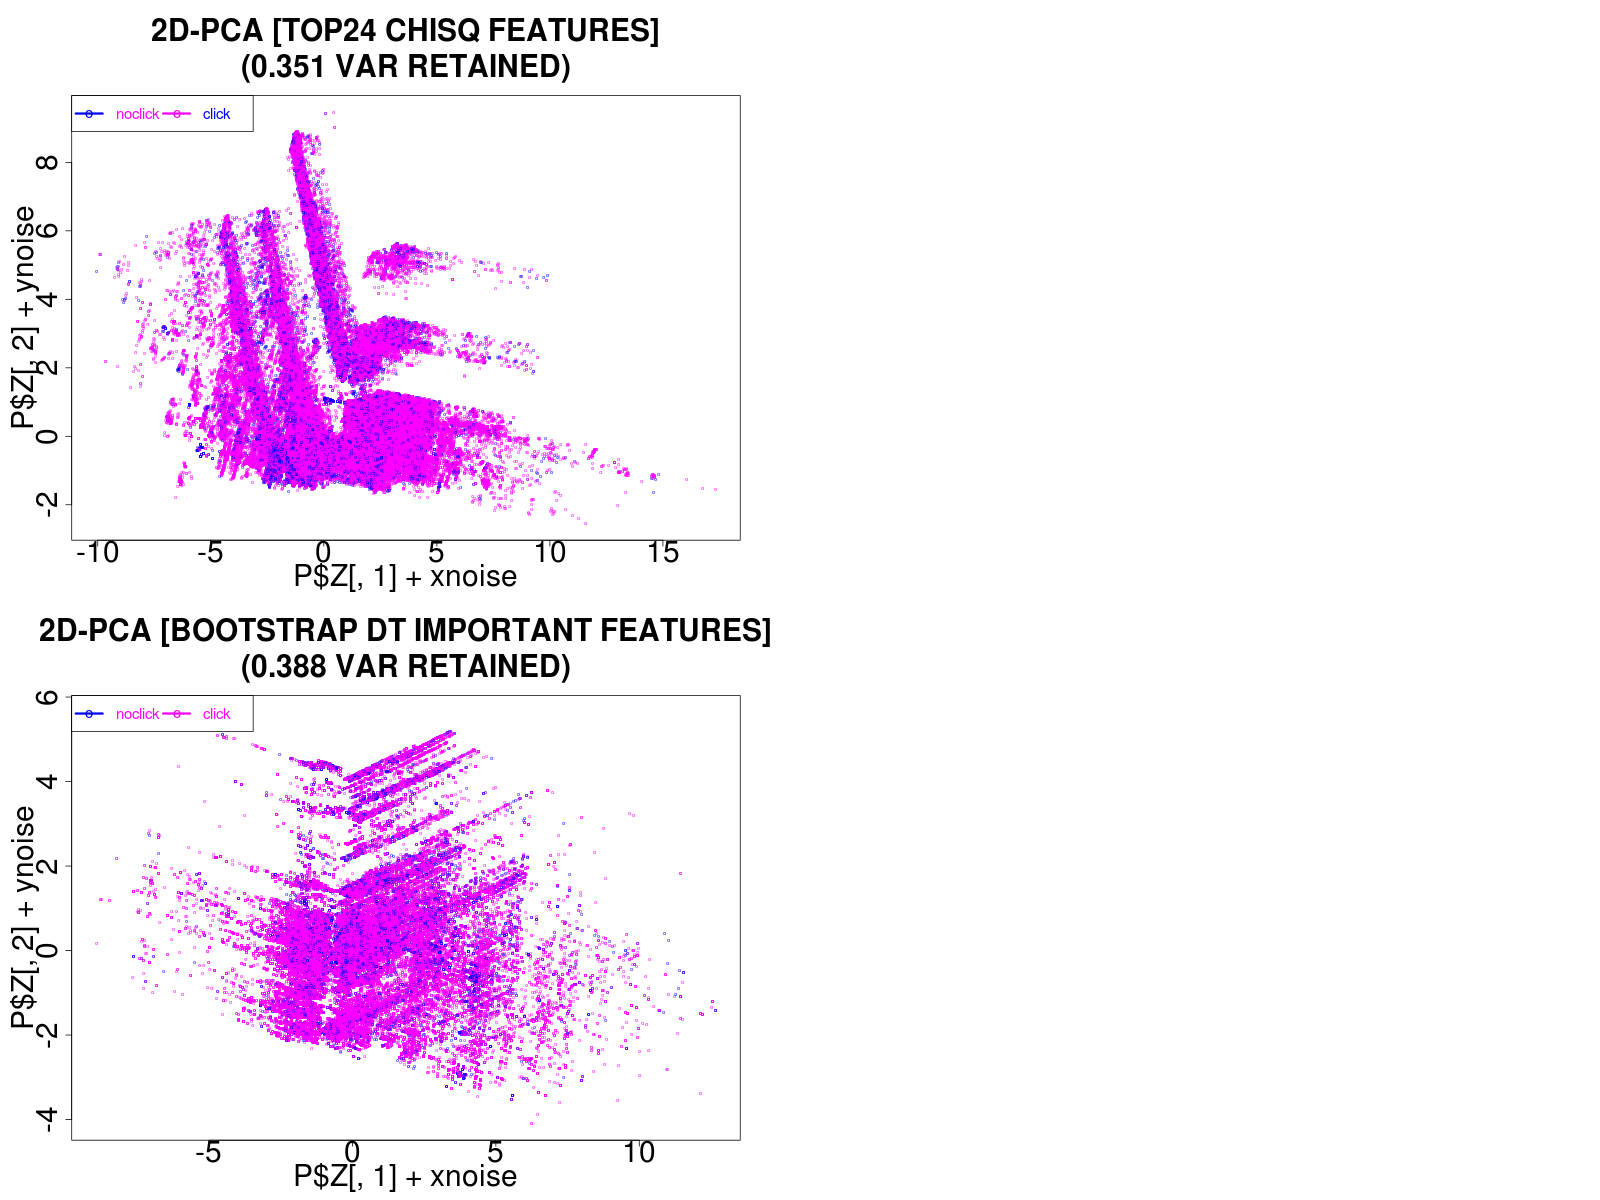 2D-PCA [TOP24 CHISQ FEATURES]
(0.351 VAR RETAINED)
noclick click
8
6
4
2
0
-2
P$Z[, 2] + ynoise
-10 -5 0 5 10 15
P$Z[, 1] + xnoise
2D-PCA [BOOTSTRAP DT IMPORTANT FEATURES]
(0.388 VAR RETAINED)
noclick click
6
4
2
0
-2
-4
P$Z[, 2] + ynoise
-5 0 5 10
P$Z[, 1] + xnoise